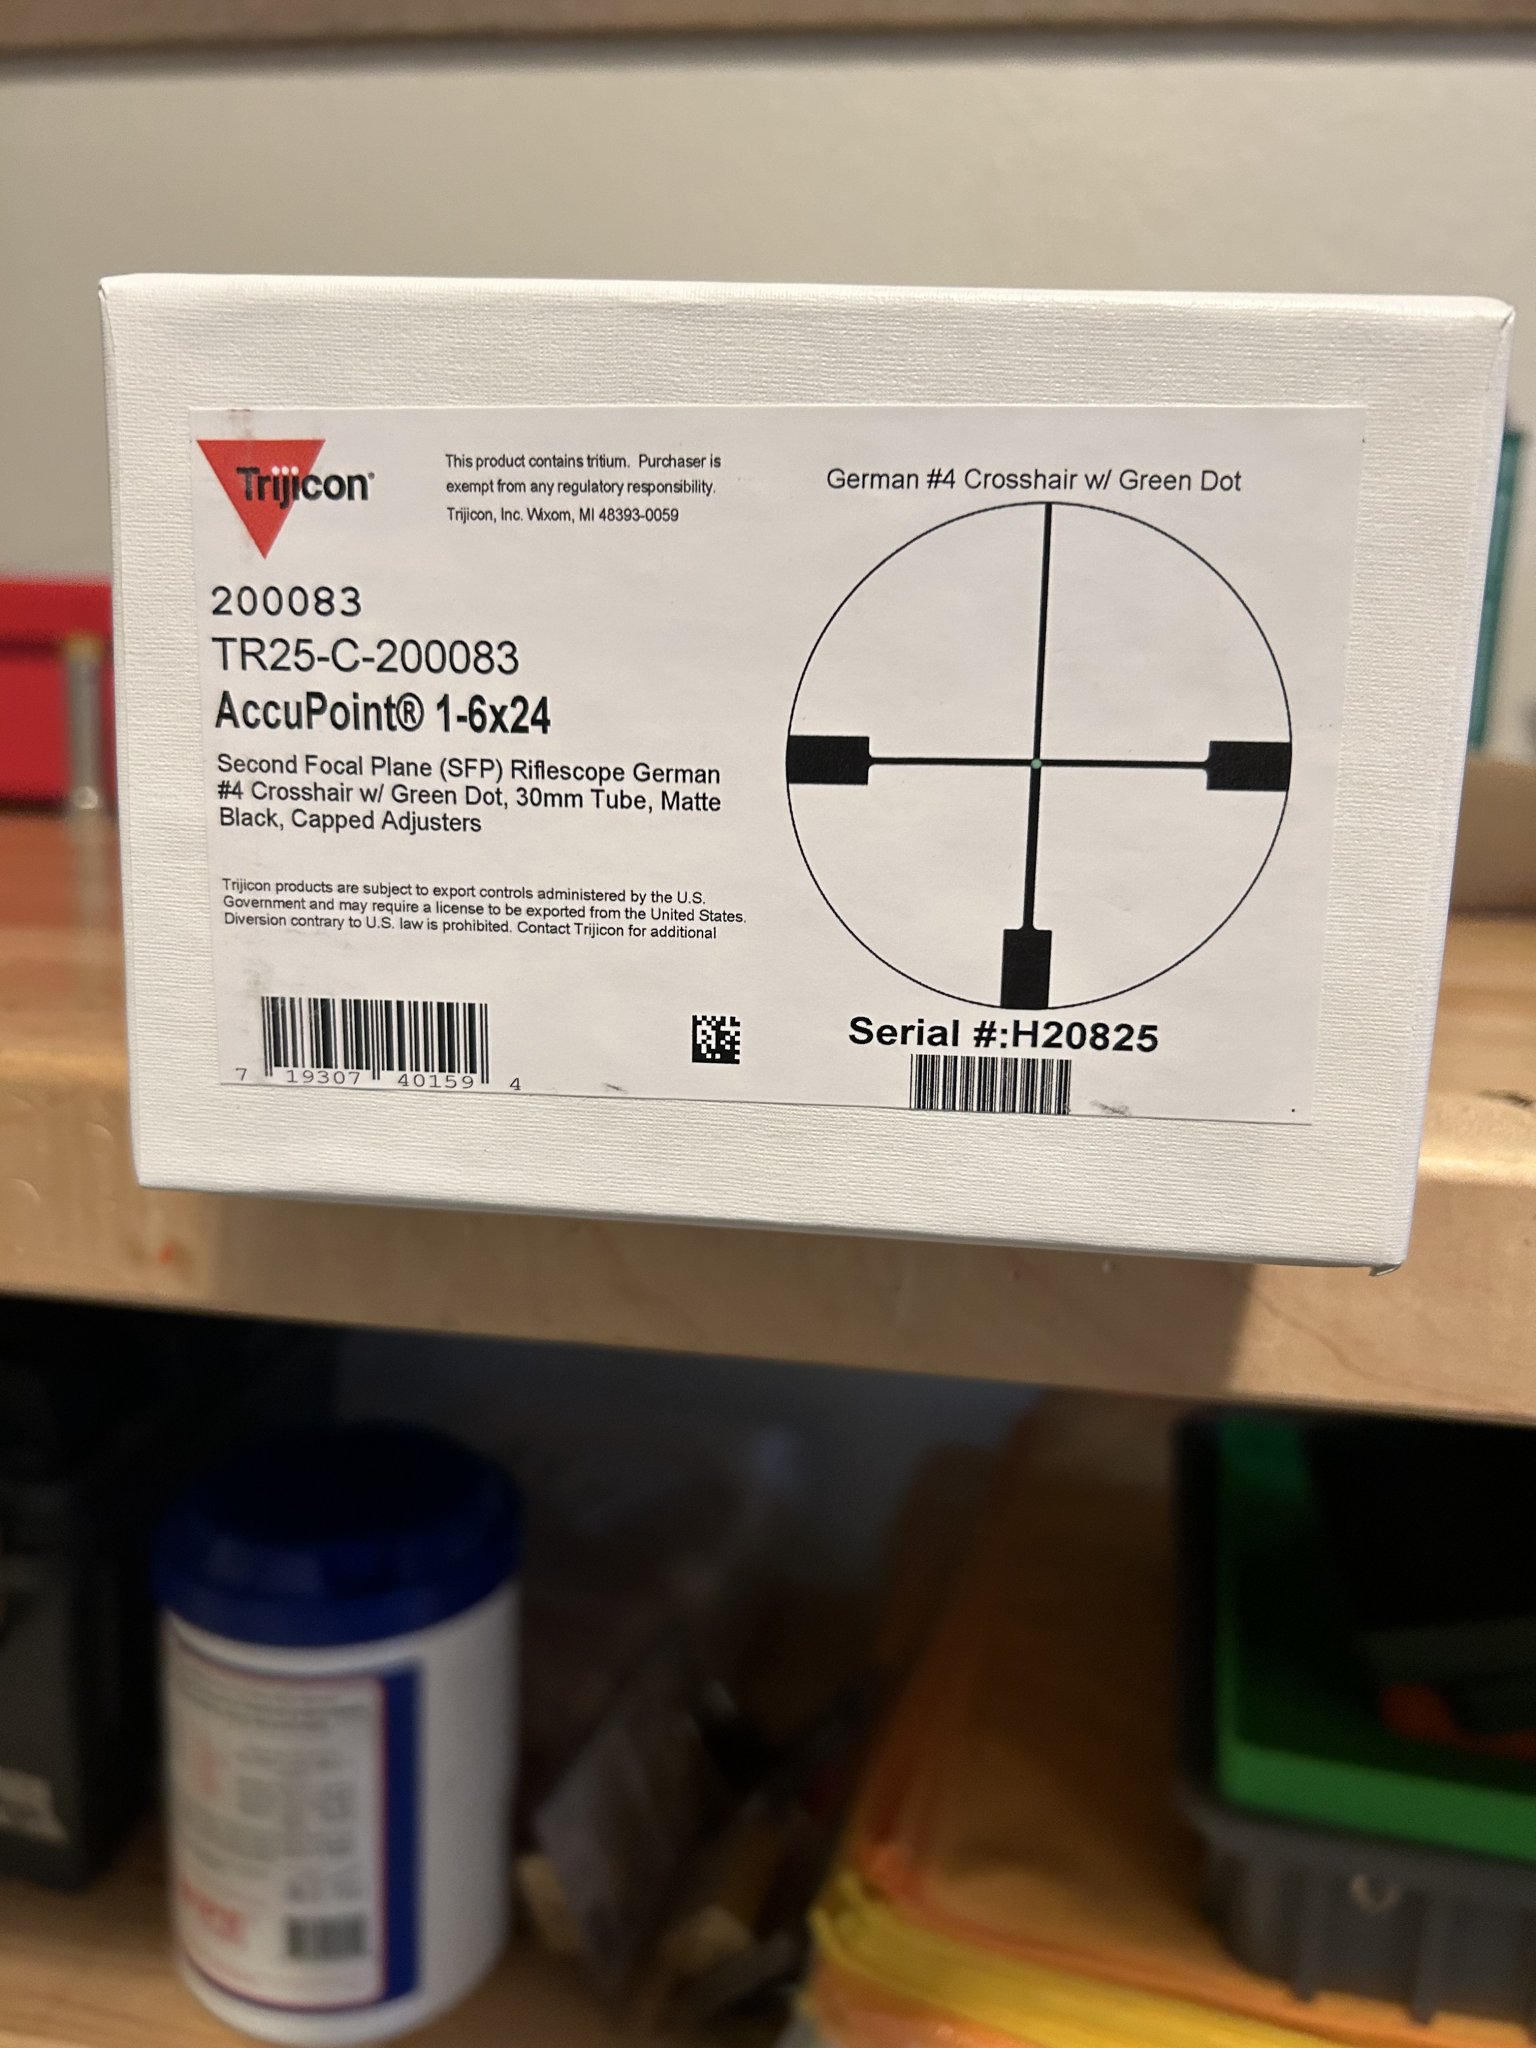 Trijicon®
This product contains tritium. Purchaser is
exempt from any regulatory responsibility.
Trijicon, Inc. Wixom, MI 48393-0059
200083
TR25-C-200083
AccuPoint® 1-6x24
Second Focal Plane (SFP) Riflescope German
#4 Crosshair w/ Green Dot, 30mm Tube, Matte
Black, Capped Adjusters
Trijicon products are subject to export controls administered by the U.S.
Government and may require a license to be exported from the United States.
Diversion contrary to U.S. law is prohibited. Contact Trijicon for additional
7 19307 40159 4
German #4 Crosshair w/ Green Dot
Serial #:H20825